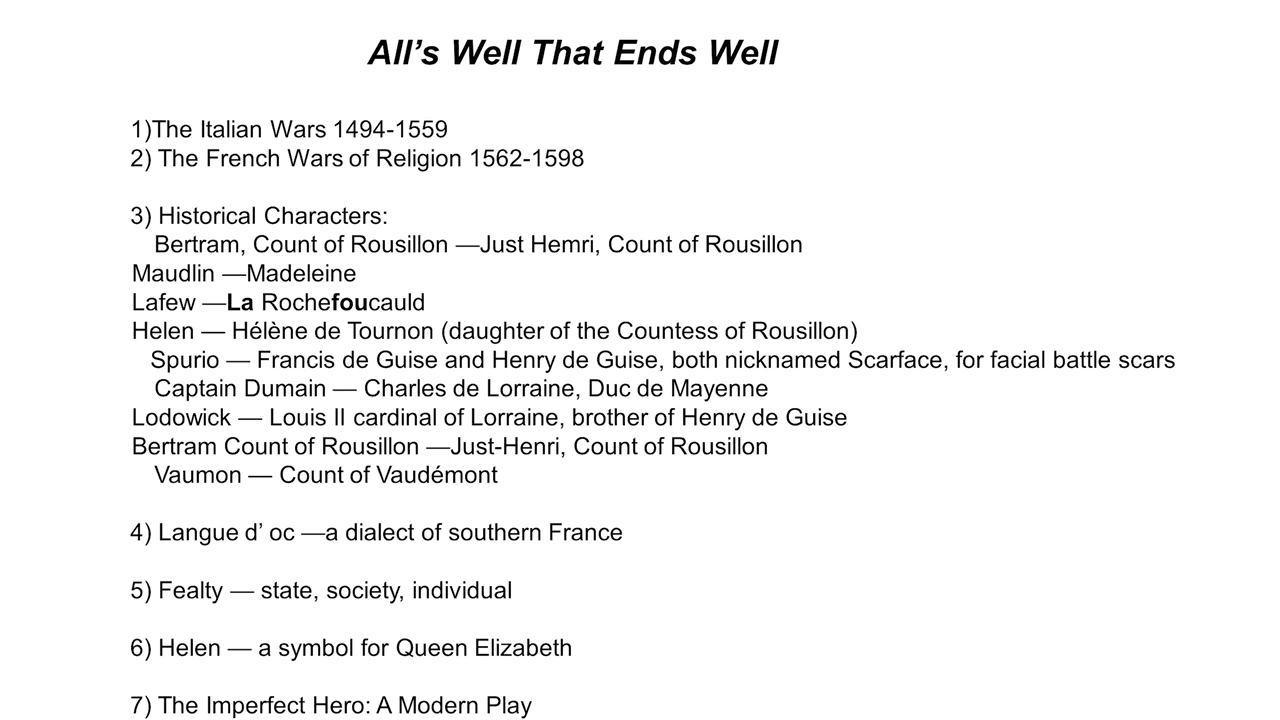 All’s Well That Ends Well
1)The Italian Wars 1494-1559
2) The French Wars of Religion 1562-1598
3) Historical Characters:
Bertram, Count of Rousillon —Just Hemri, Count of Rousillon
Maudlin —Madeleine
Lafew —La Rochefoucauld
Helen — Hélène de Tournon (daughter of the Countess of Rousillon)
Spurio — Francis de Guise and Henry de Guise, both nicknamed Scarface, for facial battle scars
Captain Dumain — Charles de Lorraine, Duc de Mayenne
Lodowick — Louis II cardinal of Lorraine, brother of Henry de Guise
Bertram Count of Rousillon —Just-Henri, Count of Rousillon
Vaumon — Count of Vaudémont
4) Langue d’ oc —a dialect of southern France
5) Fealty — state, society, individual
6) Helen — a symbol for Queen Elizabeth
7) The Imperfect Hero: A Modern Play